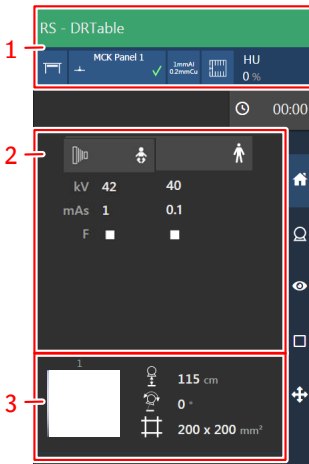 1
RS - DRTable
MCK Panel 1
1mmAl
0.2mmCu
HU
0 %
00:00
2
kV 42 40
mAs 1 0.1
F
3
1
115 cm
0 °
200 x 200 mm²